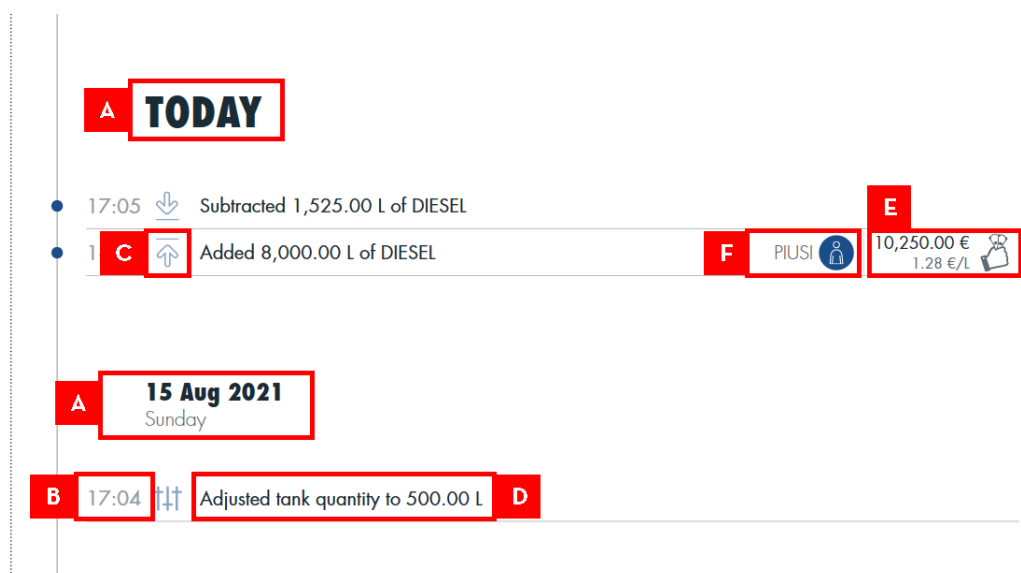 A TODAY
E
17:05 Subtracted 1,525.00 L of DIESEL
C Added 8,000.00 L of DIESEL F PIUSI 10,250.00 €
1.28 €/L
A 15 Aug 2021
Sunday
B 17:04 Adjusted tank quantity to 500.00 L D